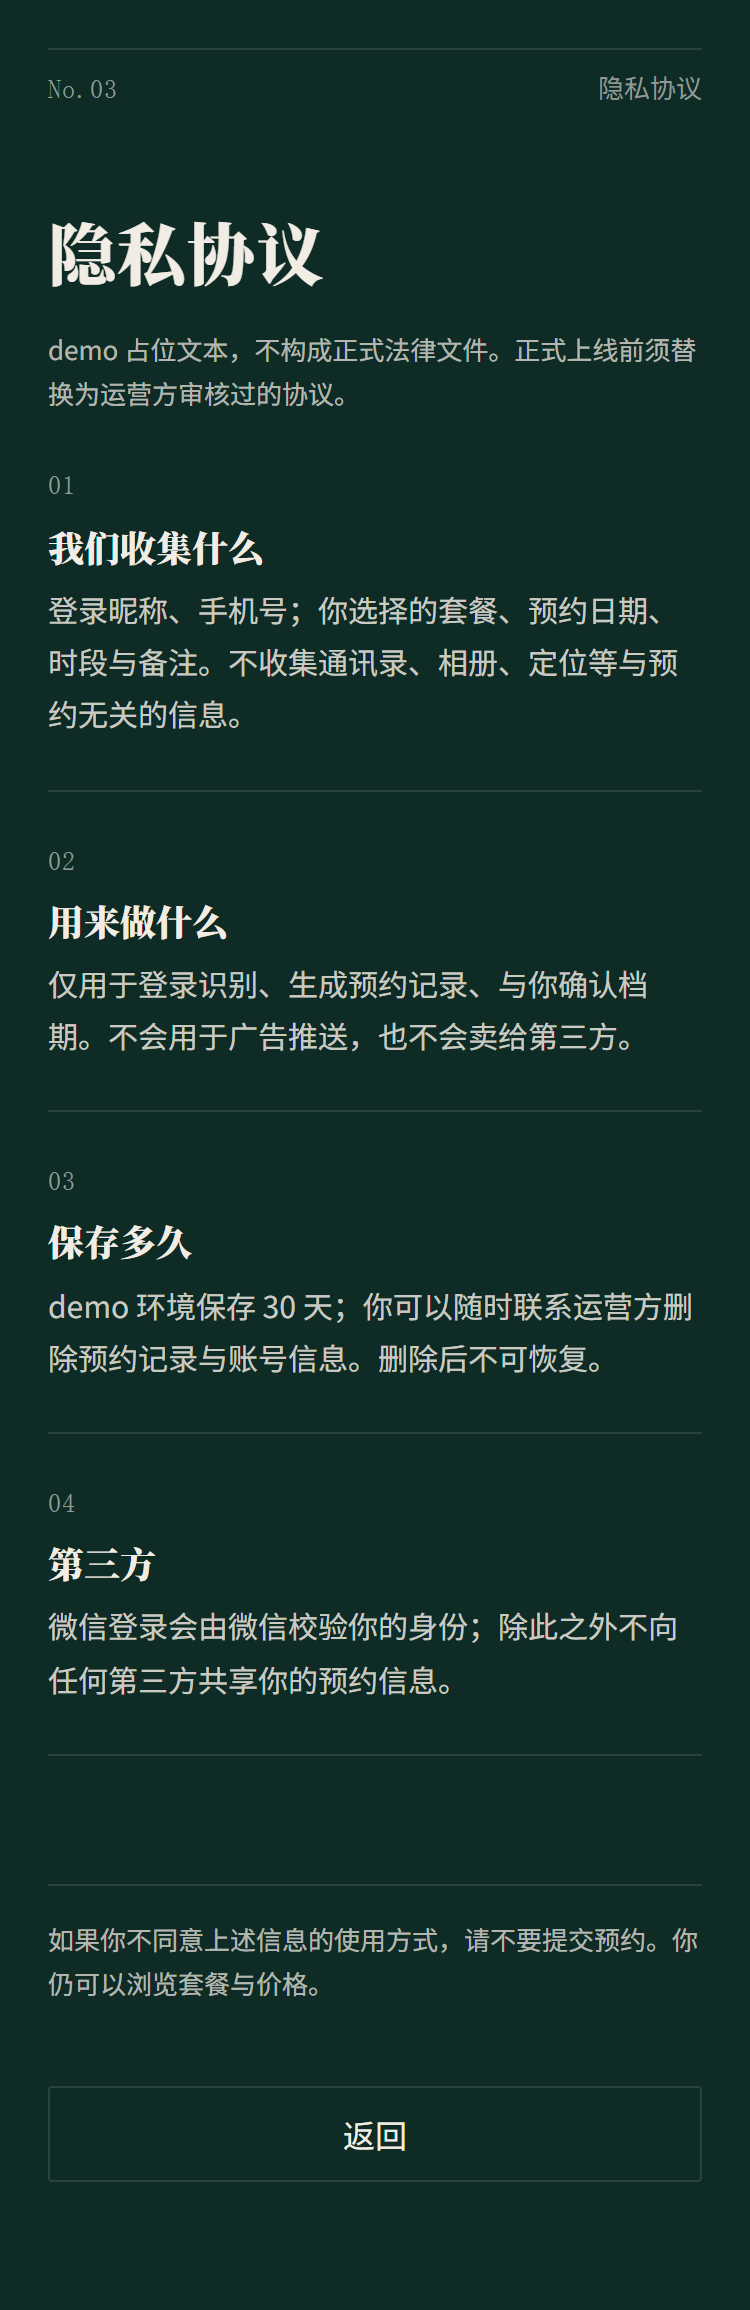 No. 03
隐私协议
隐私协议
demo 占位文本，不构成正式法律文件。正式上线前须替
换为运营方审核过的协议。
01
我们收集什么
登录昵称、手机号；你选择的套餐、预约日期、
时段与备注。不收集通讯录、相册、定位等与预
约无关的信息。
02
用来做什么
仅用于登录识别、生成预约记录、与你确认档
期。不会用于广告推送，也不会卖给第三方。
03
保存多久
demo 环境保存 30 天；你可以随时联系运营方删
除预约记录与账号信息。删除后不可恢复。
04
第三方
微信登录会由微信校验你的身份；除此之外不向
任何第三方共享你的预约信息。
如果你不同意上述信息的使用方式，请不要提交预约。你
仍可以浏览套餐与价格。
返回